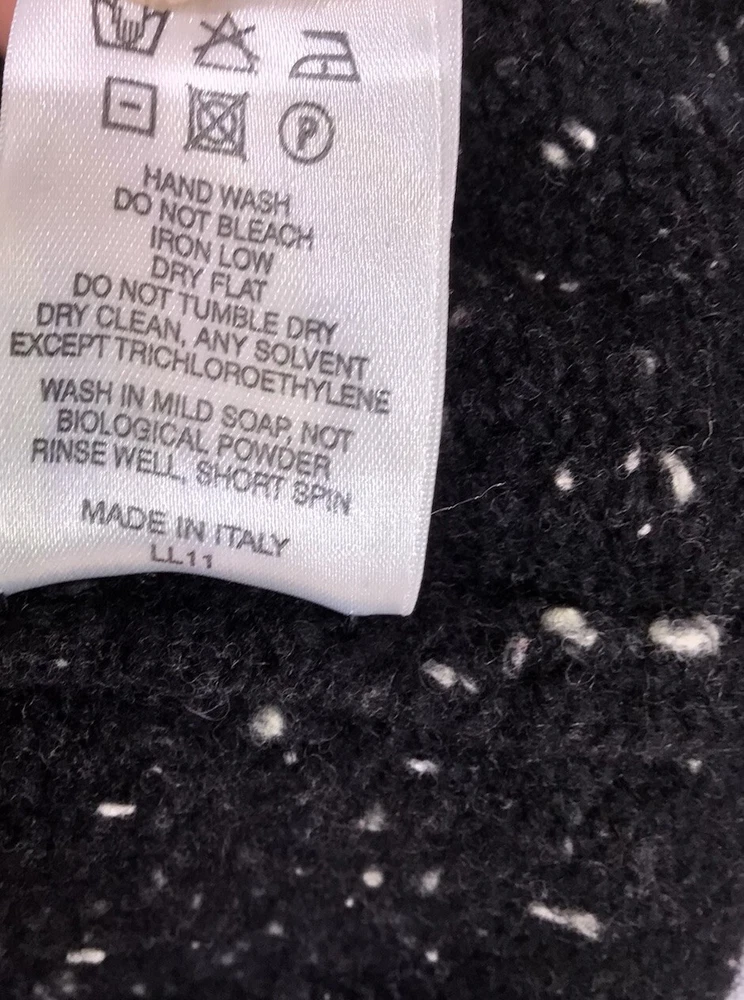 P
HAND WASH
DO NOT BLEACH
IRON LOW
DRY FLAT
DO NOT TUMBLE DRY
DRY CLEAN, ANY SOLVENT
EXCEPT TRICHLOROETHYLENE
WASH IN MILD SOAP, NOT
BIOLOGICAL POWDER
RINSE WELL, SHORT SPIN
MADE IN ITALY
LL11